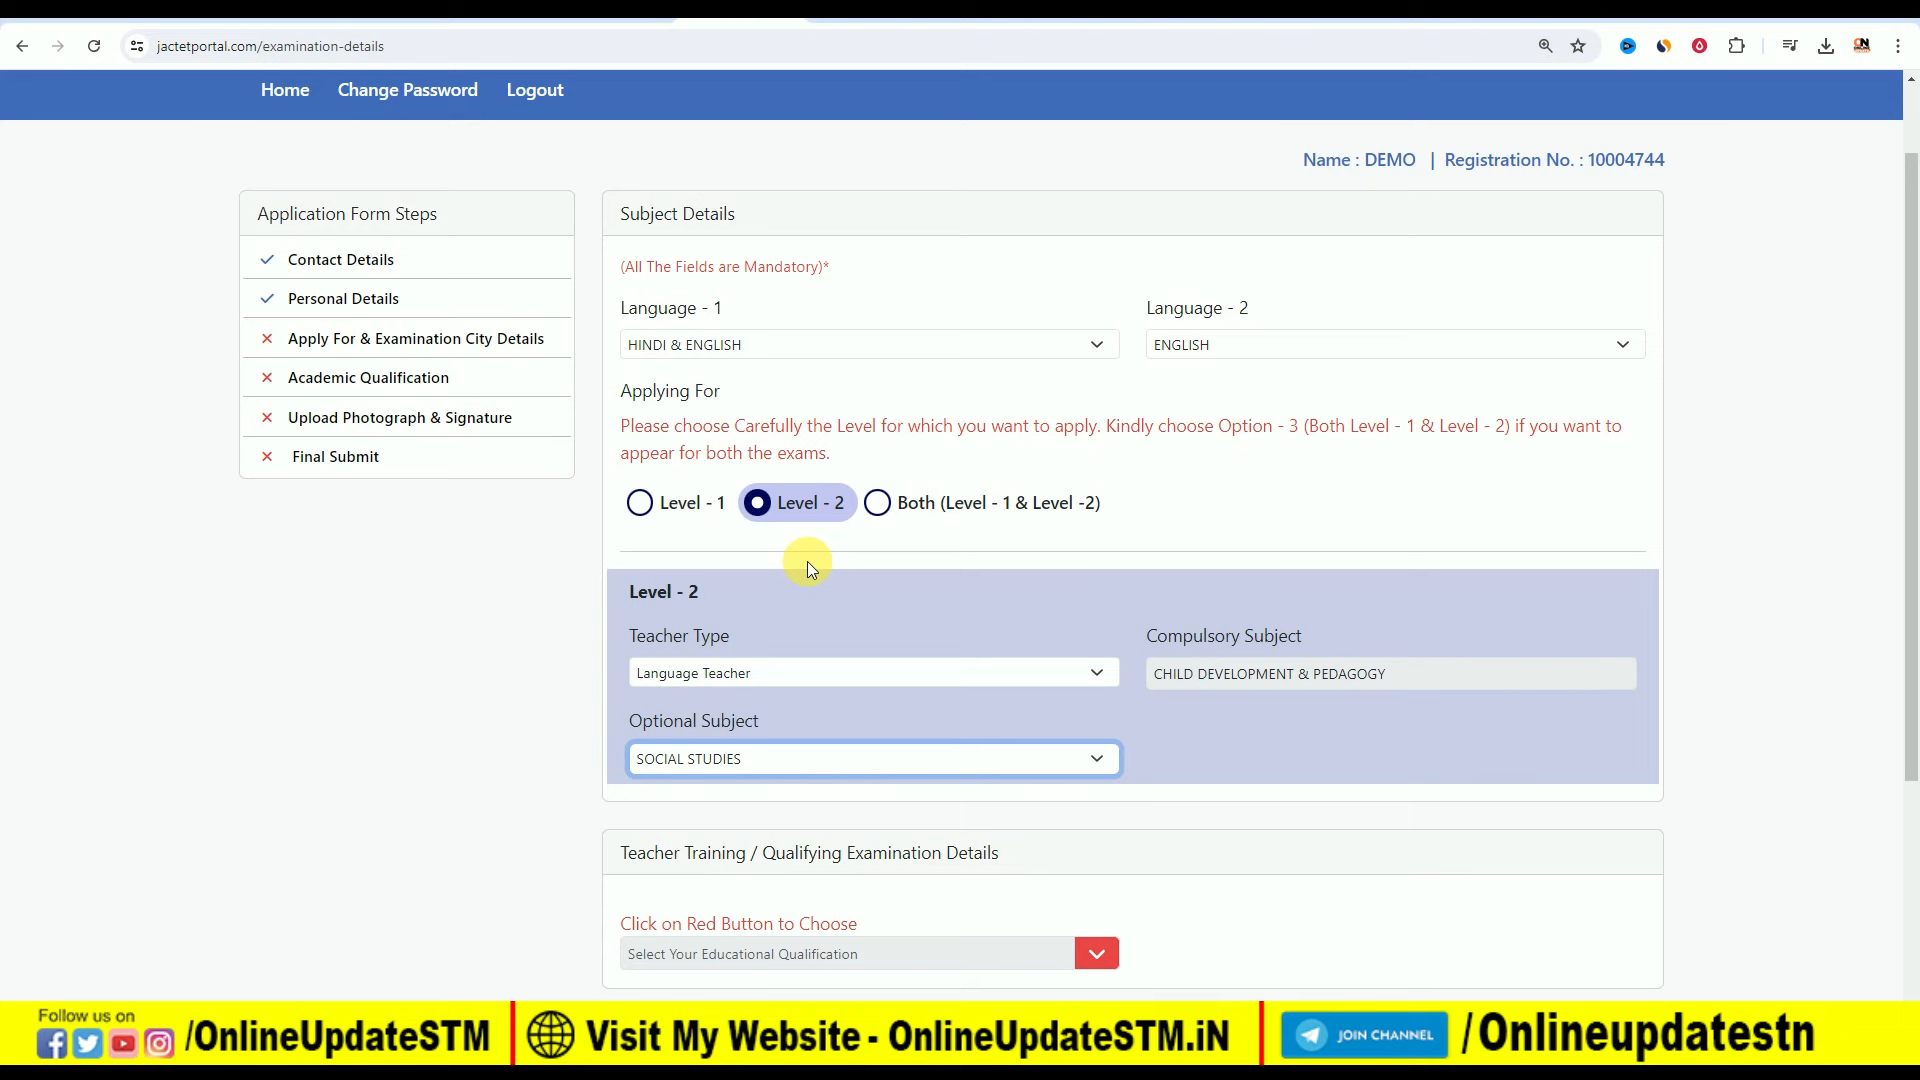 jactetportal.com/examination-details
Home Change Password Logout
Name : DEMO | Registration No. : 10004744
Application Form Steps
Contact Details
Personal Details
Apply For & Examination City Details
Academic Qualification
Upload Photograph & Signature
Final Submit
Subject Details
(All The Fields are Mandatory)*
Language - 1 Language - 2
HINDI & ENGLISH ENGLISH
Applying For
Please choose Carefully the Level for which you want to apply. Kindly choose Option - 3 (Both Level - 1 & Level - 2) if you want to
appear for both the exams.
Level - 1 Level - 2 Both (Level - 1 & Level -2)
Level - 2
Teacher Type Compulsory Subject
Language Teacher CHILD DEVELOPMENT & PEDAGOGY
Optional Subject
SOCIAL STUDIES
Teacher Training / Qualifying Examination Details
Click on Red Button to Choose
Select Your Educational Qualification
Follow us on
/OnlineUpdateSTM Visit My Website - OnlineUpdateSTM.iN JOIN CHANNEL /Onlineupdatestn